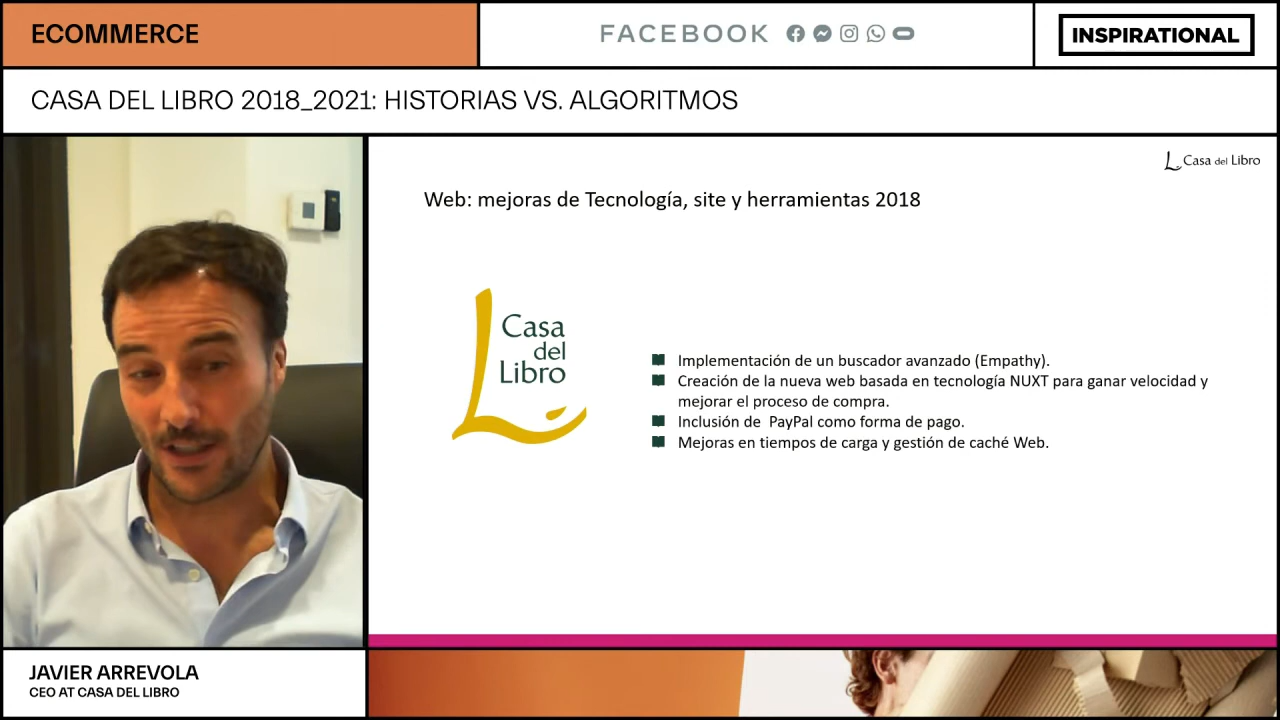 ECOMMERCE
FACEBOOK
INSPIRATIONAL
CASA DEL LIBRO 2018_2021: HISTORIAS VS. ALGORITMOS
Casa del Libro
Web: mejoras de Tecnología, site y herramientas 2018
Casa
del
Libro
Implementación de un buscador avanzado (Empathy).
Creación de la nueva web basada en tecnología NUXT para ganar velocidad y
mejorar el proceso de compra.
Inclusión de PayPal como forma de pago.
Mejoras en tiempos de carga y gestión de caché Web.
JAVIER ARREVOLA
CEO AT CASA DEL LIBRO